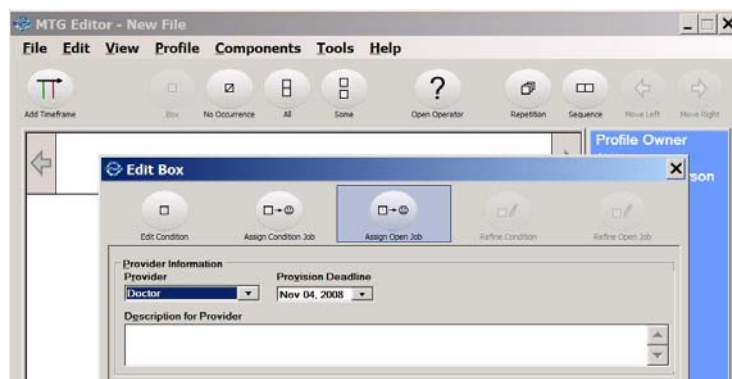 MTG Editor - New File
File Edit View Profile Components Tools Help
Add Timeframe Box No Occurrence All Some Open Operator Repetition Sequence Move Left Move Right
Profile Owner
son
Edit Box
Edit Condition Assign Condition Job Assign Open Job Refine Condition Refine Open Job
Provider Information
Provider Provision Deadline
Doctor Nov 04, 2008
Description for Provider